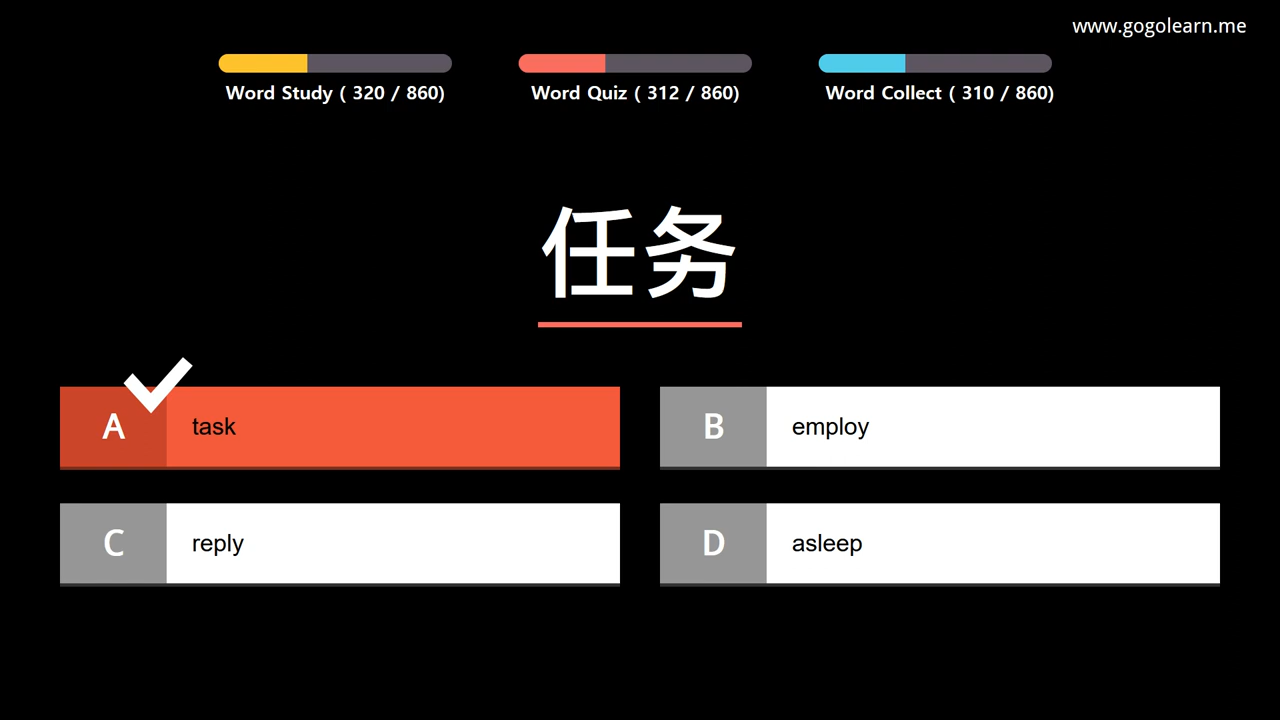 www.gogolearn.me
Word Study ( 320 / 860)
Word Quiz ( 312 / 860)
Word Collect ( 310 / 860)
任务
A task
B employ
C reply
D asleep